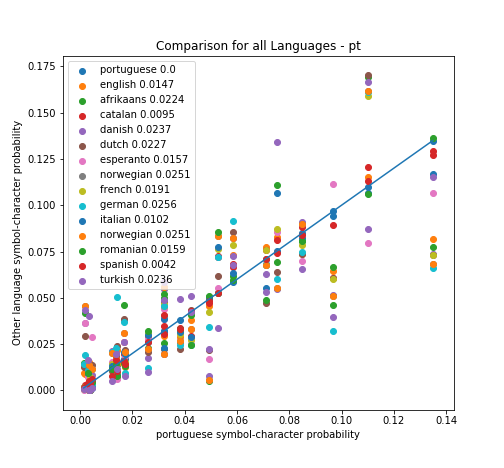 Comparison for all Languages - pt
Other language symbol-character probability
0.175
0.150
0.125
0.100
0.075
0.050
0.025
0.000
portuguese 0.0
english 0.0147
afrikaans 0.0224
catalan 0.0095
danish 0.0237
dutch 0.0227
esperanto 0.0157
norwegian 0.0251
french 0.0191
german 0.0256
italian 0.0102
norwegian 0.0251
romanian 0.0159
spanish 0.0042
turkish 0.0236
0.00 0.02 0.04 0.06 0.08 0.10 0.12 0.14
portuguese symbol-character probability